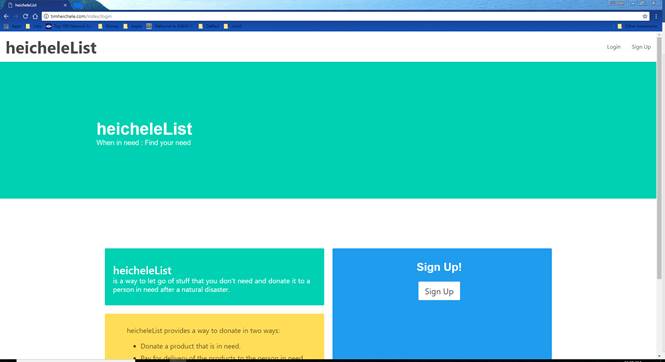 heicheleList
timheichele.com/index/login
heicheleList
Login
Sign Up
heicheleList
When in need : Find your need
heicheleList
is a way to let go of stuff that you don't need and donate it to a
person in need after a natural disaster.
Sign Up!
Sign Up
heicheleList provides a way to donate in two ways:
• Donate a product that is in need.
• Pay for delivery of the products to the person in need